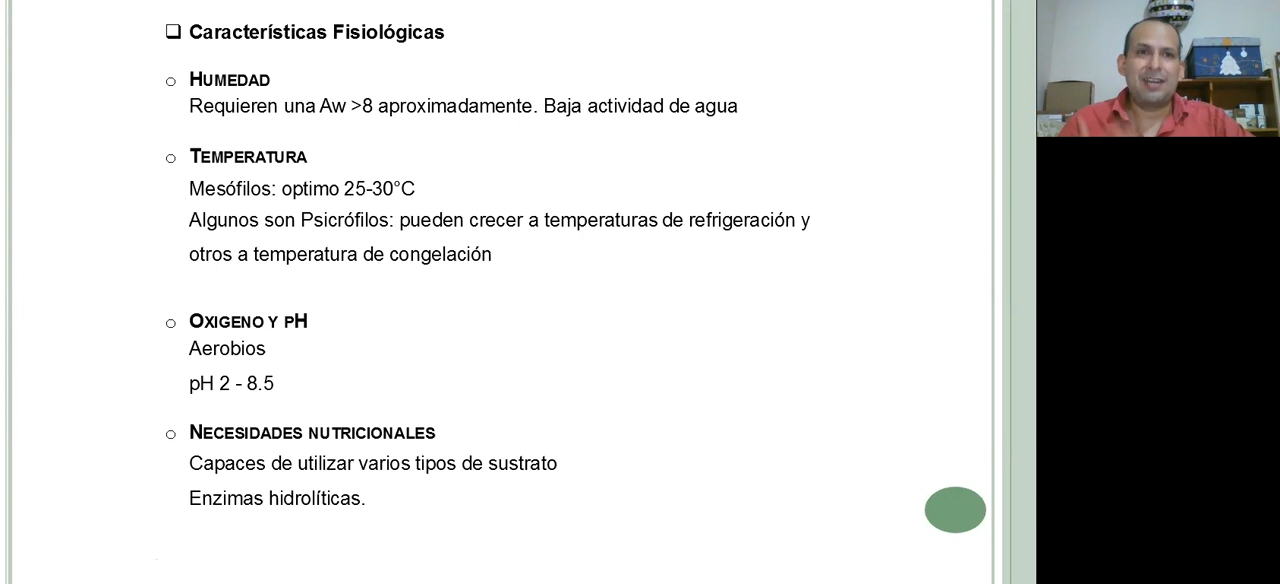 Características Fisiológicas
HUMEDAD
Requieren una Aw >8 aproximadamente. Baja actividad de agua
TEMPERATURA
Mesófilos: optimo 25-30°C
Algunos son Psicrófilos: pueden crecer a temperaturas de refrigeración y
otros a temperatura de congelación
OXIGENO Y PH
Aerobios
pH 2 - 8.5
NECESIDADES NUTRICIONALES
Capaces de utilizar varios tipos de sustrato
Enzimas hidrolíticas.